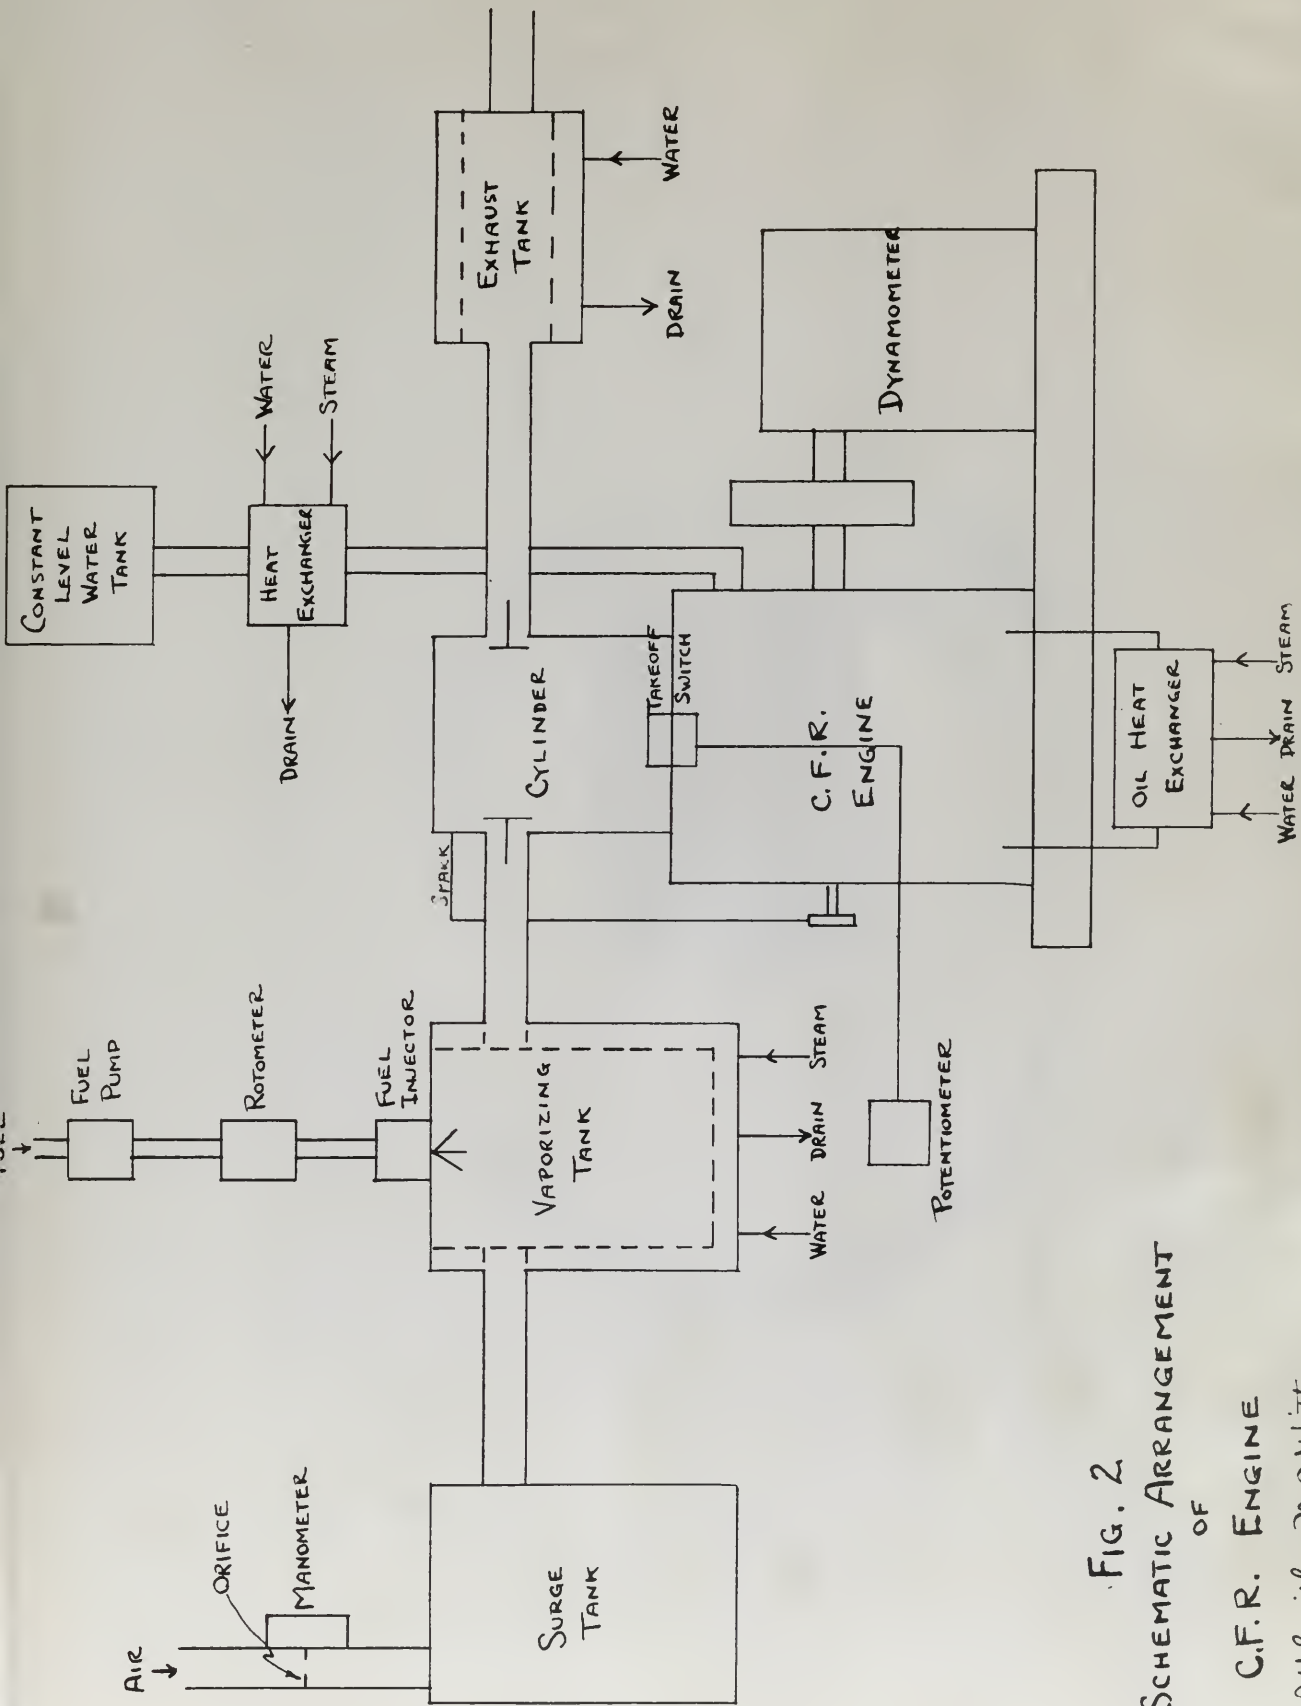 AIR
ORIFICE
MANOMETER
SURGE
TANK
FUEL
PUMP
ROTOMETER
FUEL
INJECTOR
VAPORIZING
TANK
WATER
DRAIN
STEAM
SPARK
CYLINDER
TAKEOFF
SWITCH
C.F.R.
ENGINE
POTENTIOMETER
CONSTANT
LEVEL
WATER
TANK
HEAT
EXCHANGER
WATER
STEAM
DRAIN
EXHAUST
TANK
WATER
DRAIN
DYNAMOMETER
OIL HEAT
EXCHANGER
WATER
DRAIN
STEAM
FIG. 2
SCHEMATIC ARRANGEMENT
OF
C.F.R. ENGINE